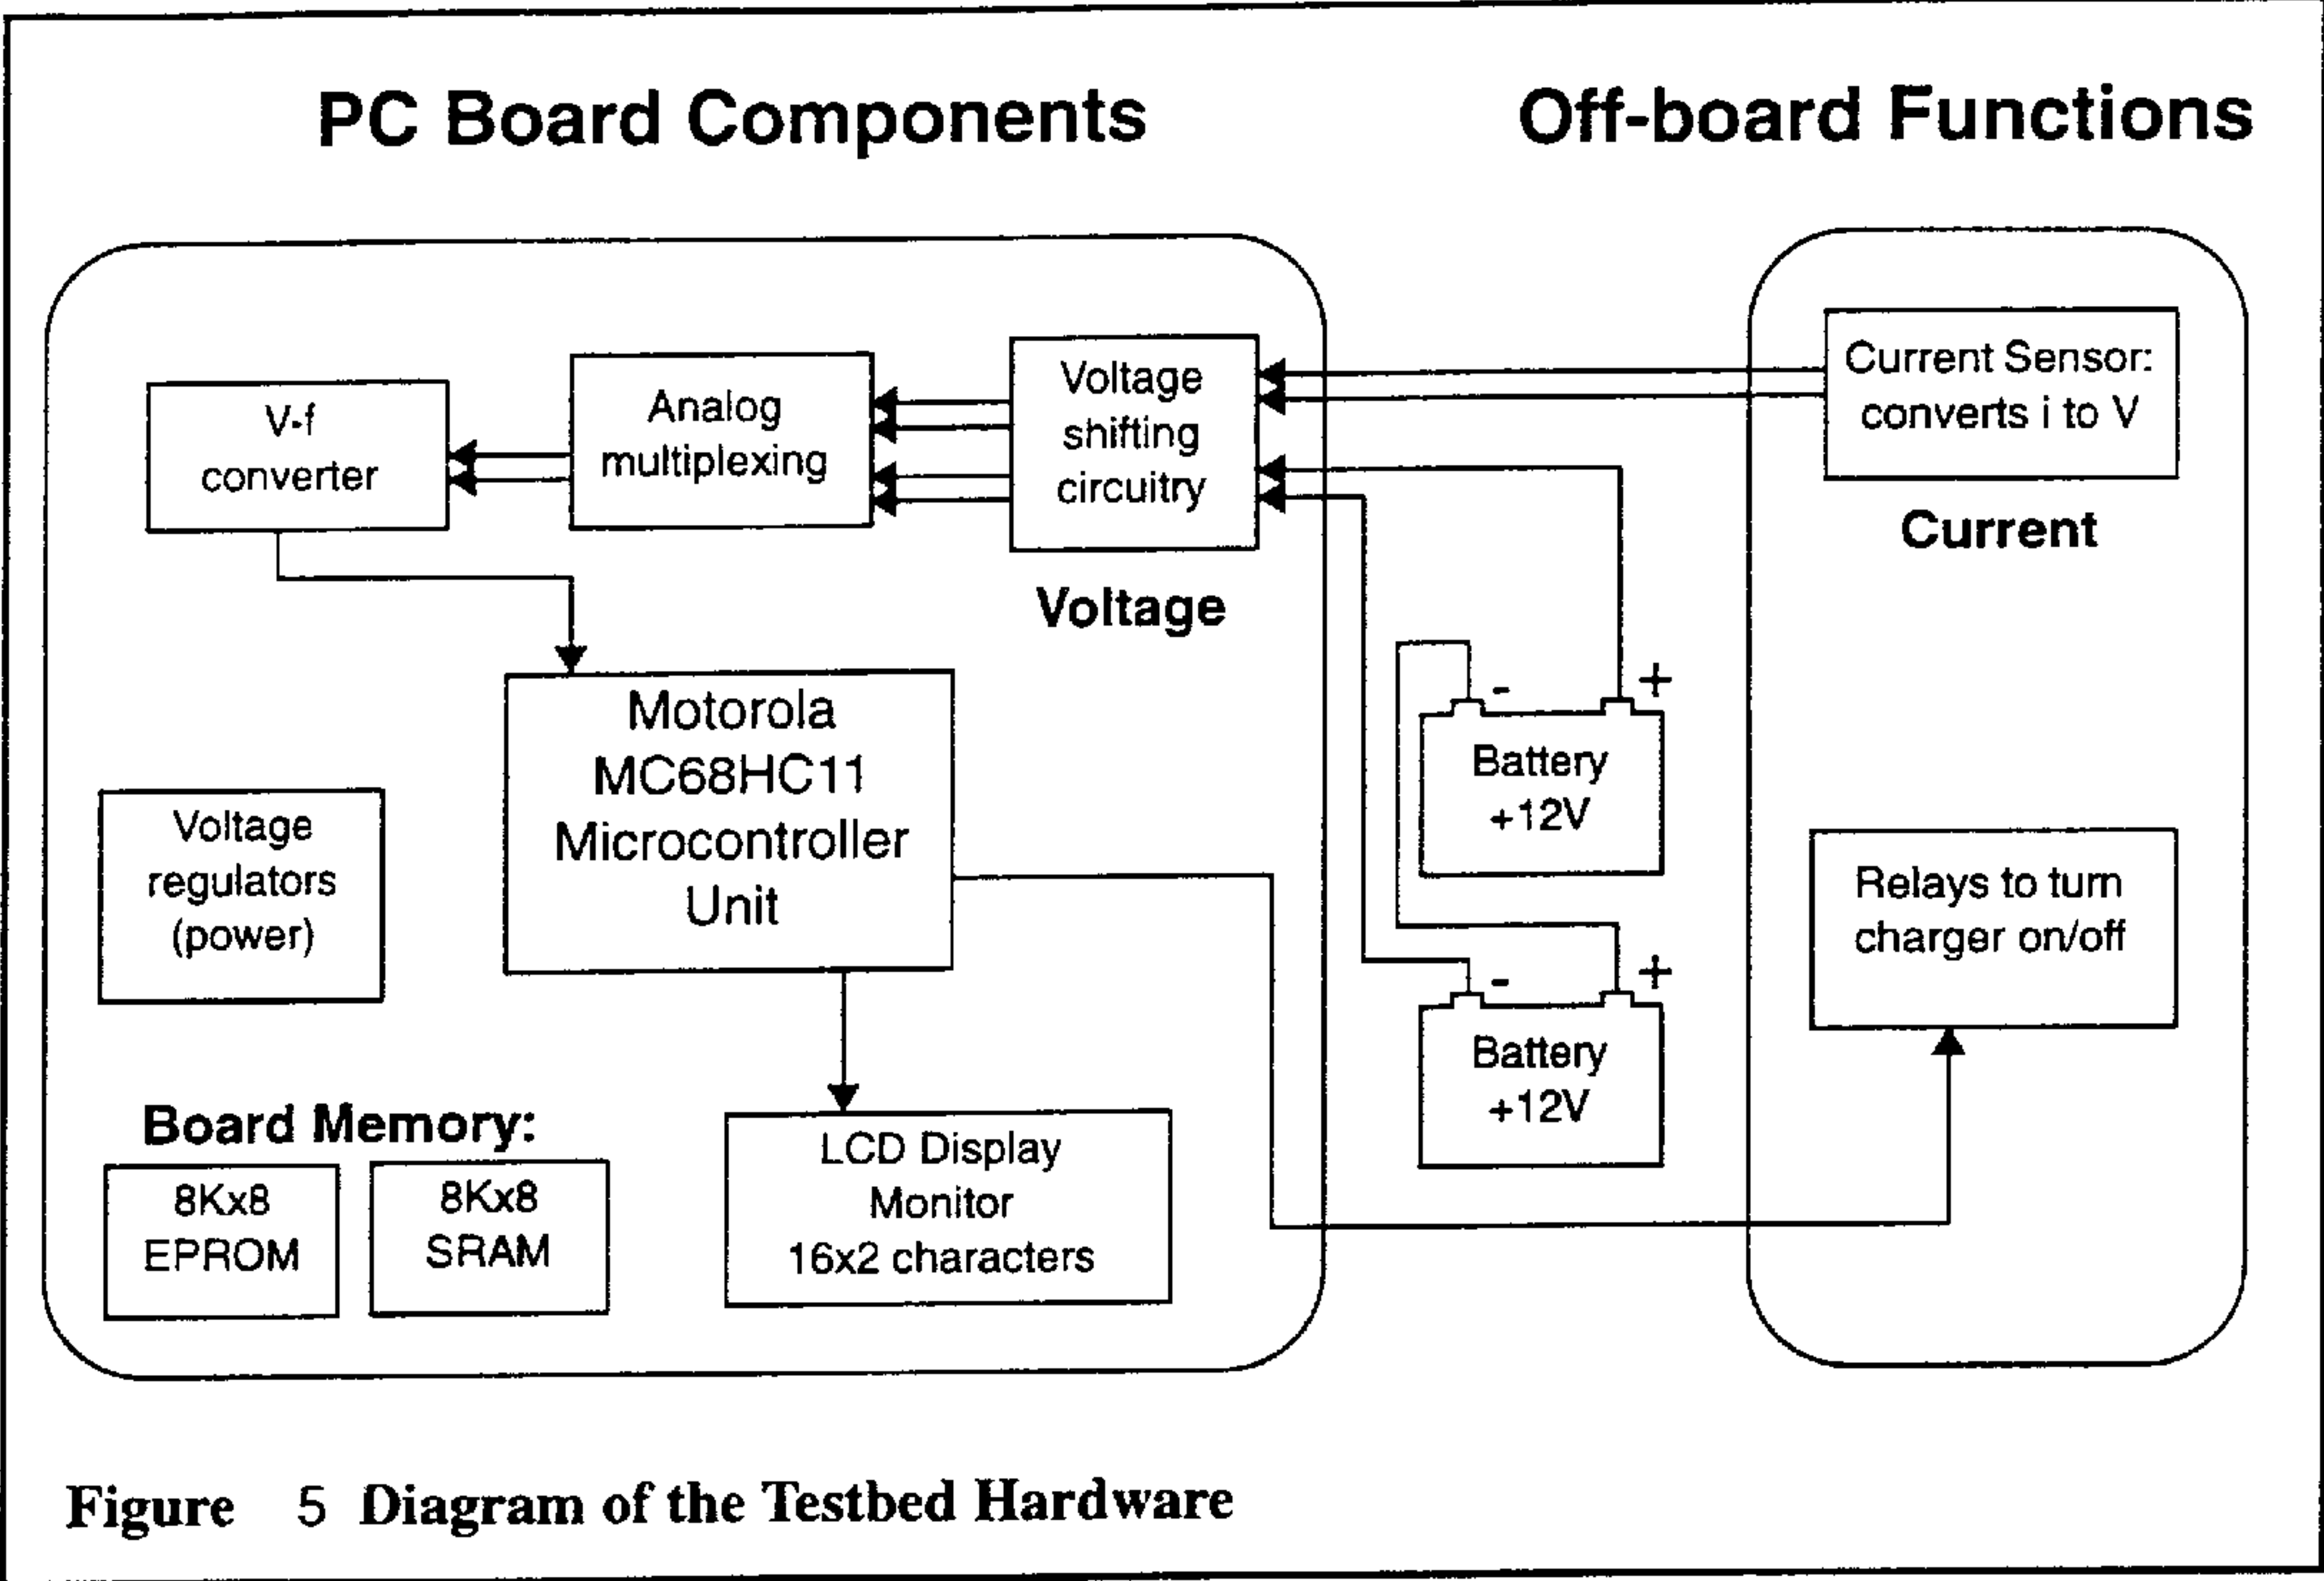 PC Board Components
Off-board Functions
V-f
converter
Analog
multiplexing
Voltage
shifting
circuitry
Voltage
Current Sensor:
converts i to V
Current
Motorola
MC68HC11
Microcontroller
Unit
Voltage
regulators
(power)
- +
Battery
+12V
- +
Battery
+12V
Relays to turn
charger on/off
Board Memory:
8Kx8
EPROM
8Kx8
SRAM
LCD Display
Monitor
16x2 characters
Figure 5 Diagram of the Testbed Hardware